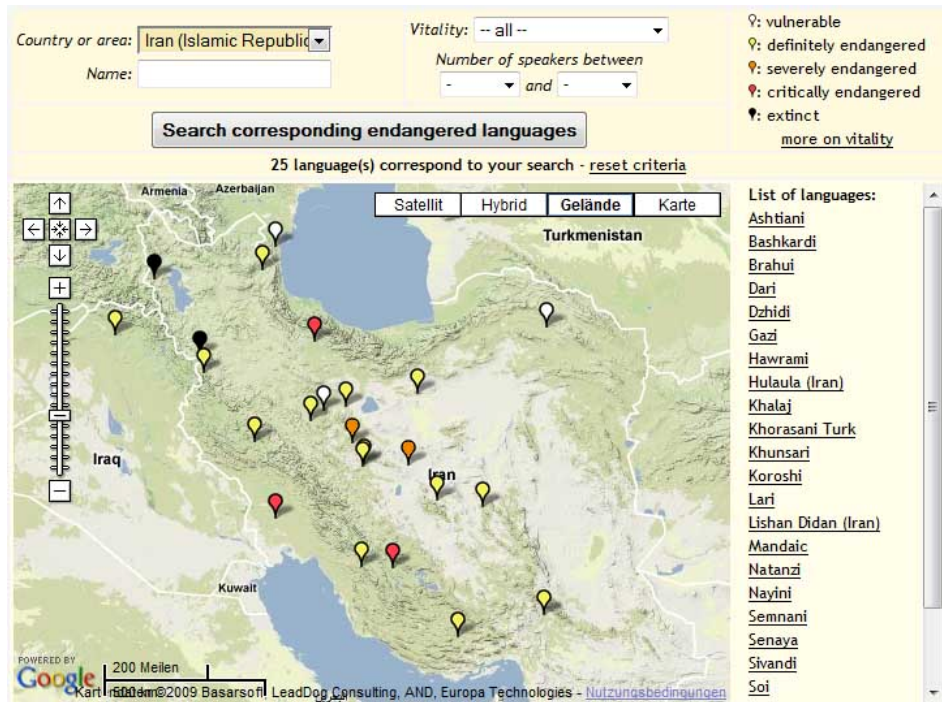 Country or area: Iran (Islamic Republic
Name:
Vitality: -- all --
Number of speakers between
- and -
Search corresponding endangered languages
: vulnerable
: definitely endangered
: severely endangered
: critically endangered
: extinct
more on vitality
25 language(s) correspond to your search - reset criteria
Armenia
Azerbaijan
Satellit Hybrid Gelände Karte
Turkmenistan
Iraq
Iran
Kuwait
POWERED BY
Google
200 Meilen
500 km
©2009 Basarsoft, LeadDog Consulting, AND, Europa Technologies - Nutzungsbedingungen
List of languages:
Ashtiani
Bashkardi
Brahui
Dari
Dzhidi
Gazi
Hawrami
Hulaula (Iran)
Khalaj
Khorasani Turk
Khunsari
Koroshi
Lari
Lishan Didan (Iran)
Mandaic
Natanzi
Nayini
Semnani
Senaya
Sivandi
Soi